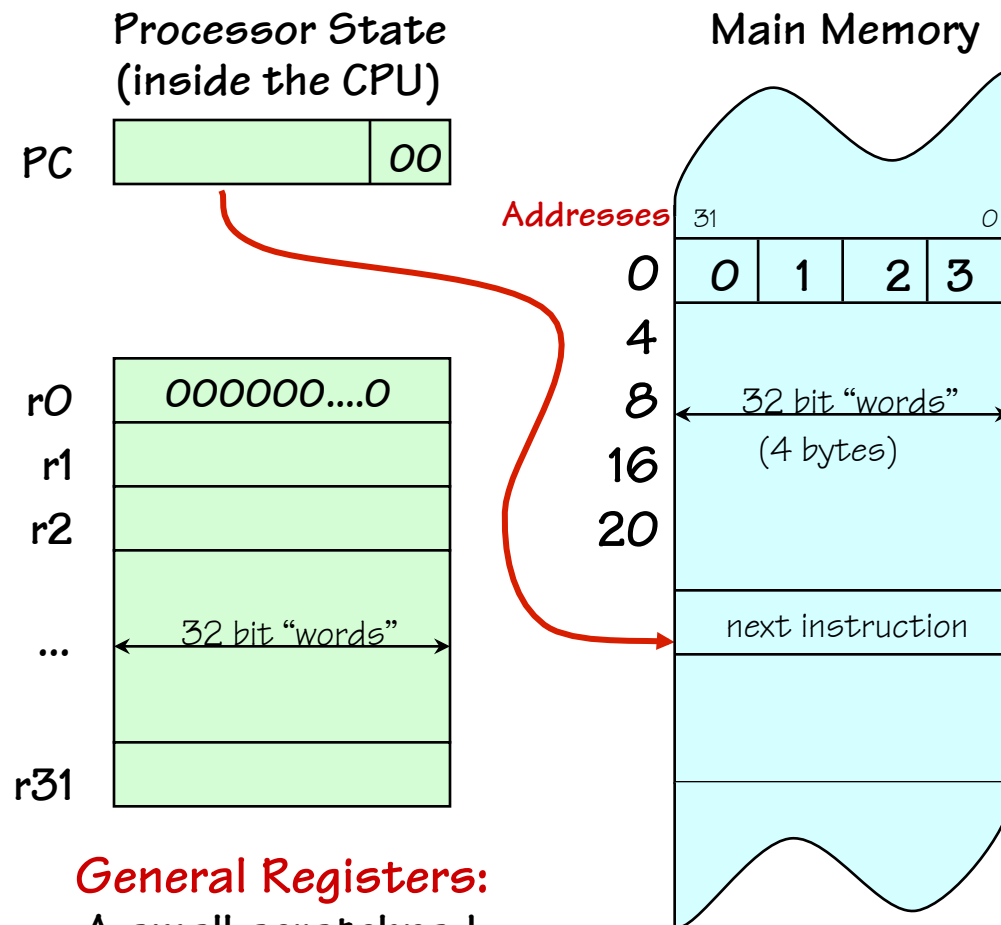 Processor State
(inside the CPU)
PC
00
r0
000000....0
r1
r2
...
32 bit “words”
r31
General Registers:
Main Memory
Addresses
31
0
0
0
1
2
3
4
8
32 bit “words”
(4 bytes)
16
20
next instruction